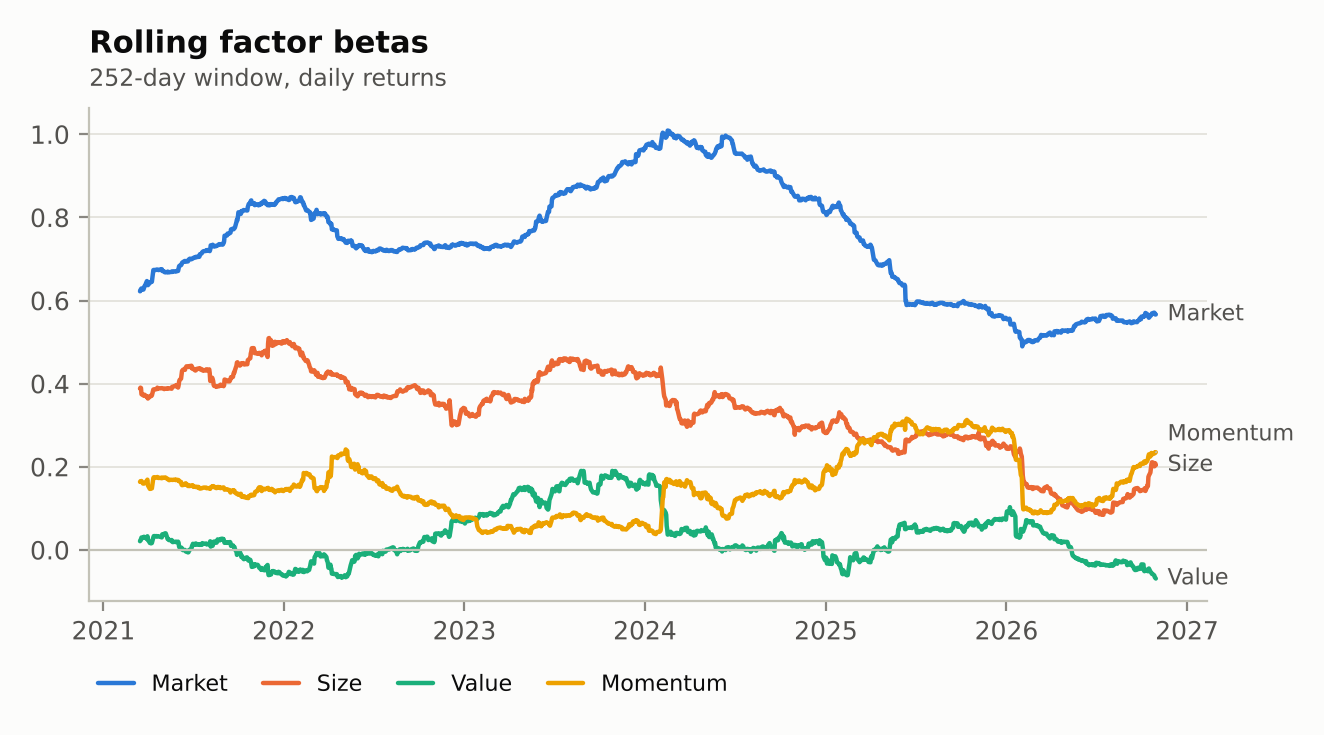 Rolling factor betas
252-day window, daily returns
1.0
0.8
0.6
0.4
0.2
0.0
Market
Momentum
Size
Value
2021 2022 2023 2024 2025 2026 2027
Market Size Value Momentum